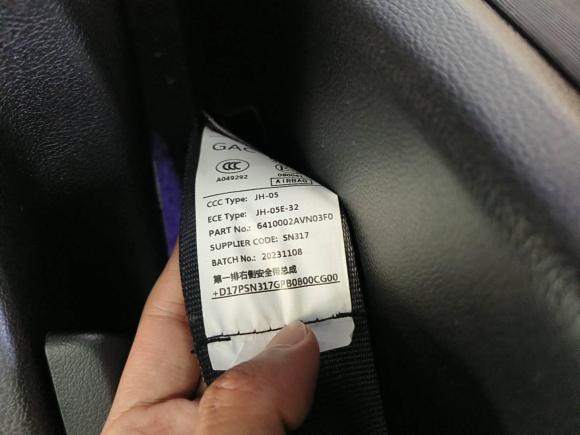 CCC
A049292
AIRBAG
CCC Type: JH-05
ECE Type: JH-05E-32
PART No.: 6410002AVN03F0
SUPPLIER CODE: SN317
BATCH No.: 20231108
第一排右侧安全带总成
+D17PSN317GPB0800CG00